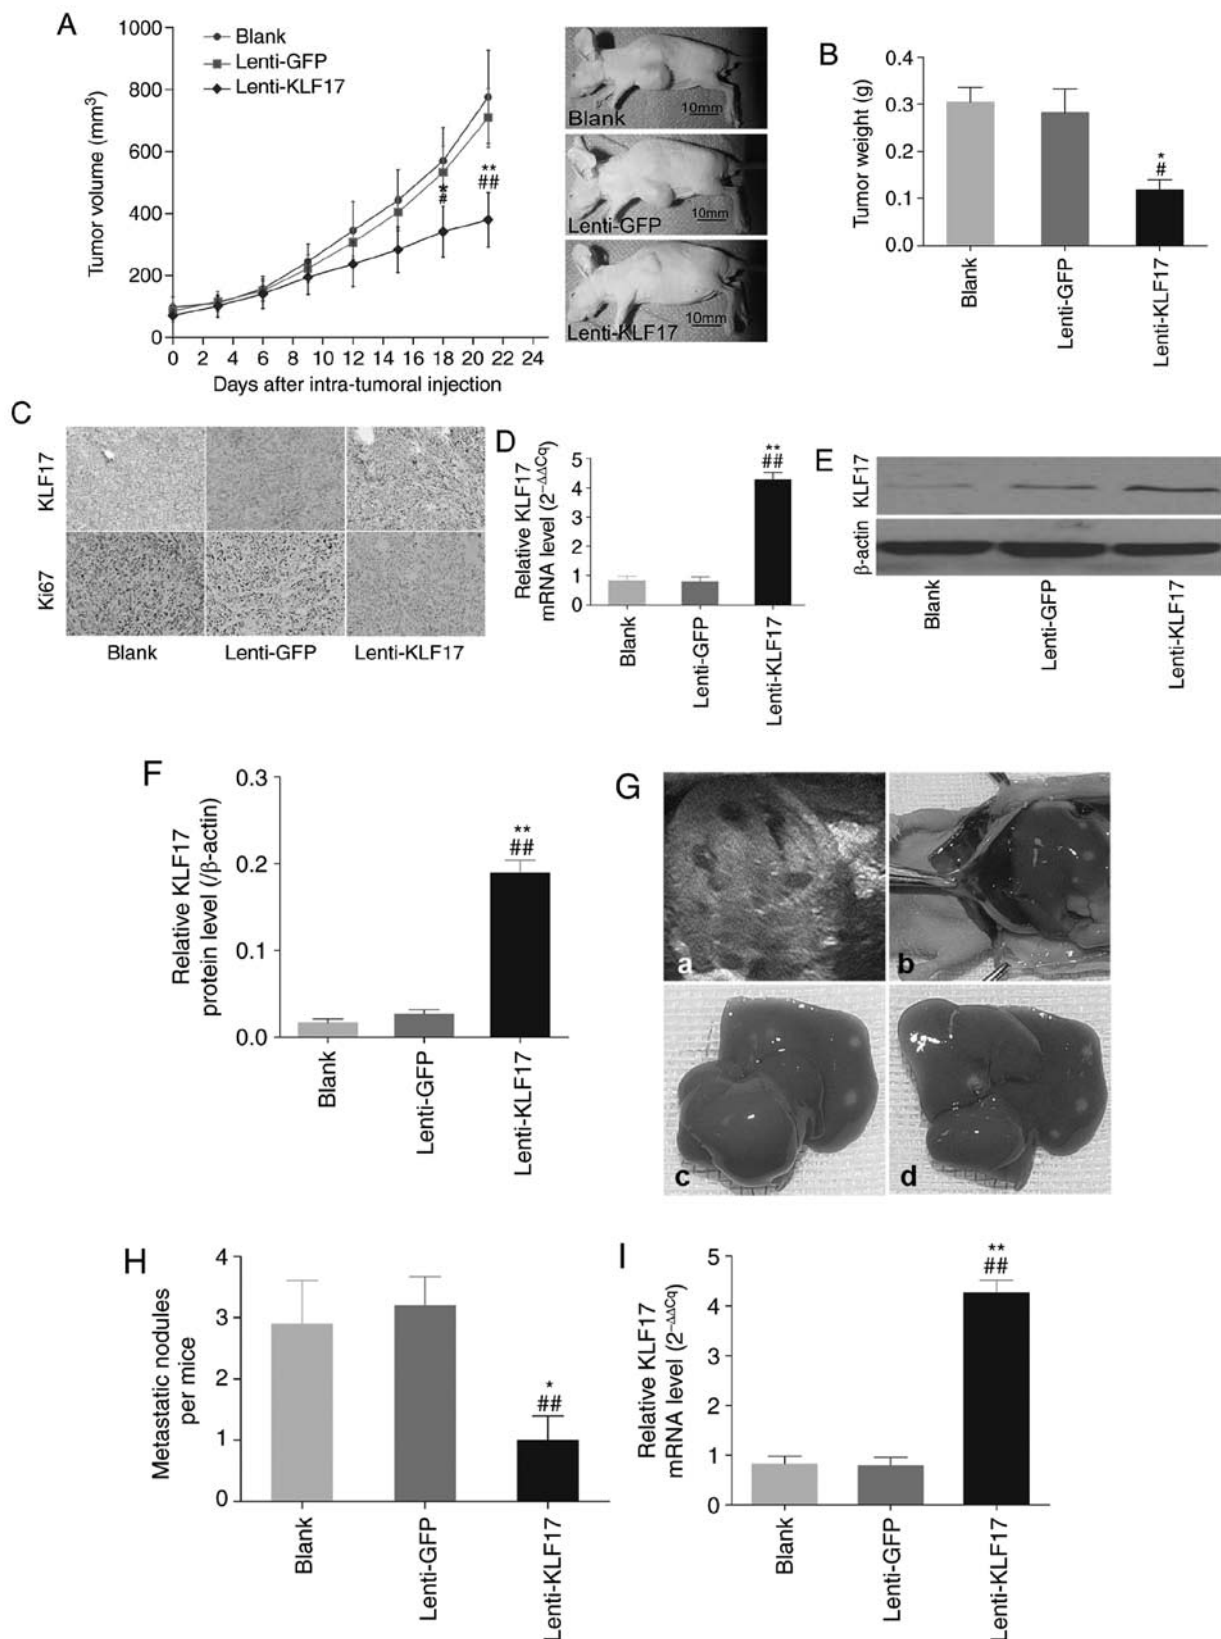 A
1000
800
600
400
200
0
Tumor volume (mm³)
Blank
Lenti-GFP
Lenti-KLF17
*
#
**
##
0 2 4 6 8 10 12 14 16 18 20 22 24
Days after intra-tumoral injection
Blank
10mm
Lenti-GFP
10mm
Lenti-KLF17
10mm
B
Tumor weight (g)
0.4
0.3
0.2
0.1
0.0
*
#
Blank
Lenti-GFP
Lenti-KLF17
C
KLF17
Ki67
Blank
Lenti-GFP
Lenti-KLF17
D
Relative KLF17
mRNA level (2⁻ΔΔCq)
5
4
3
2
1
0
**
##
Blank
Lenti-GFP
Lenti-KLF17
E
KLF17
β-actin
Blank
Lenti-GFP
Lenti-KLF17
F
Relative KLF17
protein level (/β-actin)
0.3
0.2
0.1
0.0
**
##
Blank
Lenti-GFP
Lenti-KLF17
G
a
b
c
d
H
Metastatic nodules
per mice
4
3
2
1
0
*
##
Blank
Lenti-GFP
Lenti-KLF17
I
Relative KLF17
mRNA level (2⁻ΔΔCq)
5
4
3
2
1
0
**
##
Blank
Lenti-GFP
Lenti-KLF17